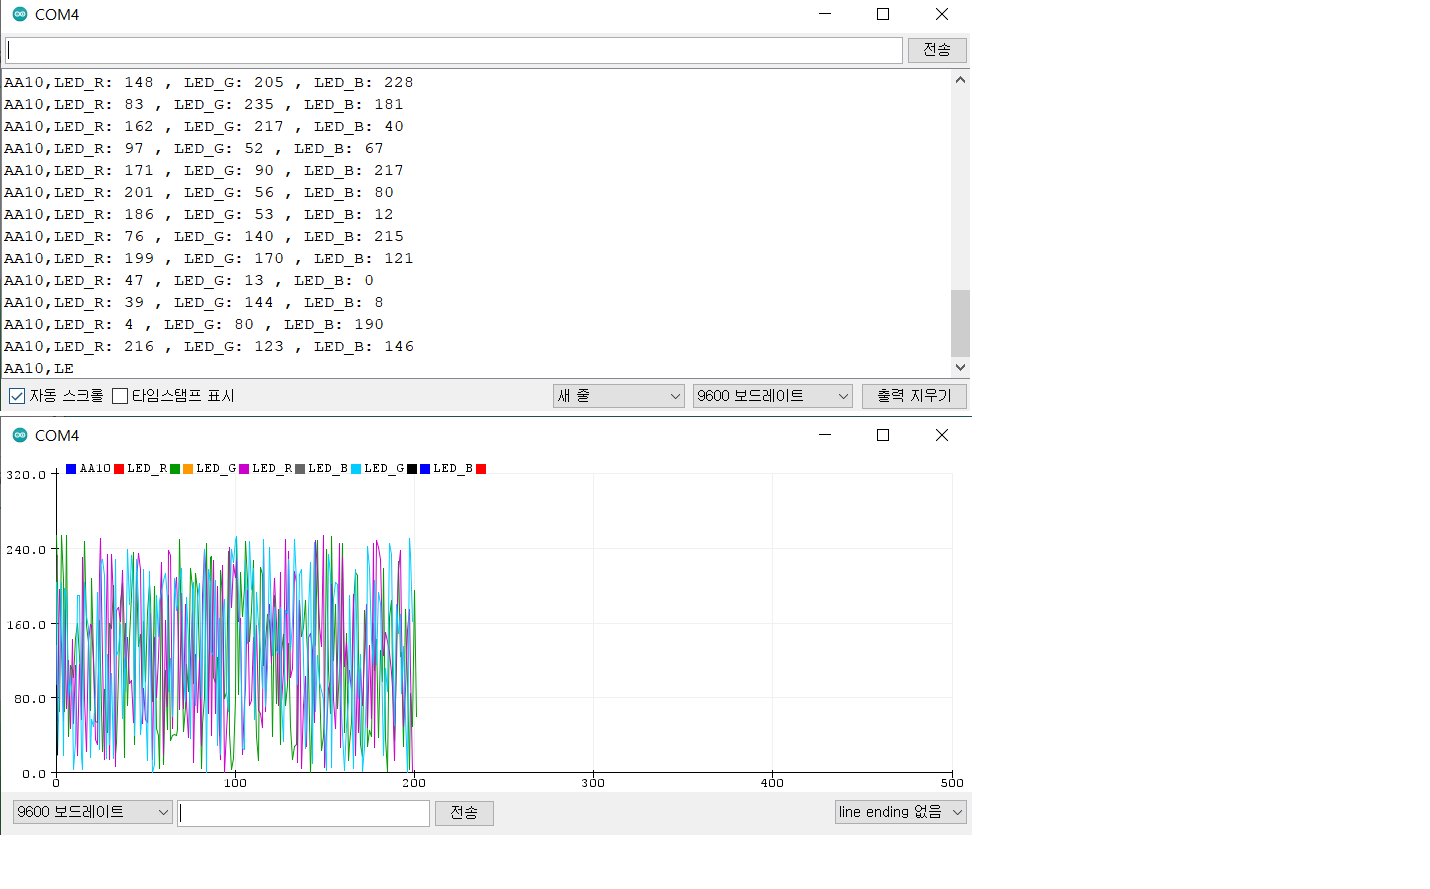 COM4
전송
AA10,LED_R: 148 , LED_G: 205 , LED_B: 228
AA10,LED_R: 83 , LED_G: 235 , LED_B: 181
AA10,LED_R: 162 , LED_G: 217 , LED_B: 40
AA10,LED_R: 97 , LED_G: 52 , LED_B: 67
AA10,LED_R: 171 , LED_G: 90 , LED_B: 217
AA10,LED_R: 201 , LED_G: 56 , LED_B: 80
AA10,LED_R: 186 , LED_G: 53 , LED_B: 12
AA10,LED_R: 76 , LED_G: 140 , LED_B: 215
AA10,LED_R: 199 , LED_G: 170 , LED_B: 121
AA10,LED_R: 47 , LED_G: 13 , LED_B: 0
AA10,LED_R: 39 , LED_G: 144 , LED_B: 8
AA10,LED_R: 4 , LED_G: 80 , LED_B: 190
AA10,LED_R: 216 , LED_G: 123 , LED_B: 146
AA10,LE
자동 스크롤 타임스탬프 표시 새 줄 9600 보드레이트 출력 지우기
COM4
AA10 LED_R LED_G LED_R LED_B LED_G LED_B
320.0
240.0
160.0
80.0
0.0
0 100 200 300 400 500
9600 보드레이트 전송 line ending 없음